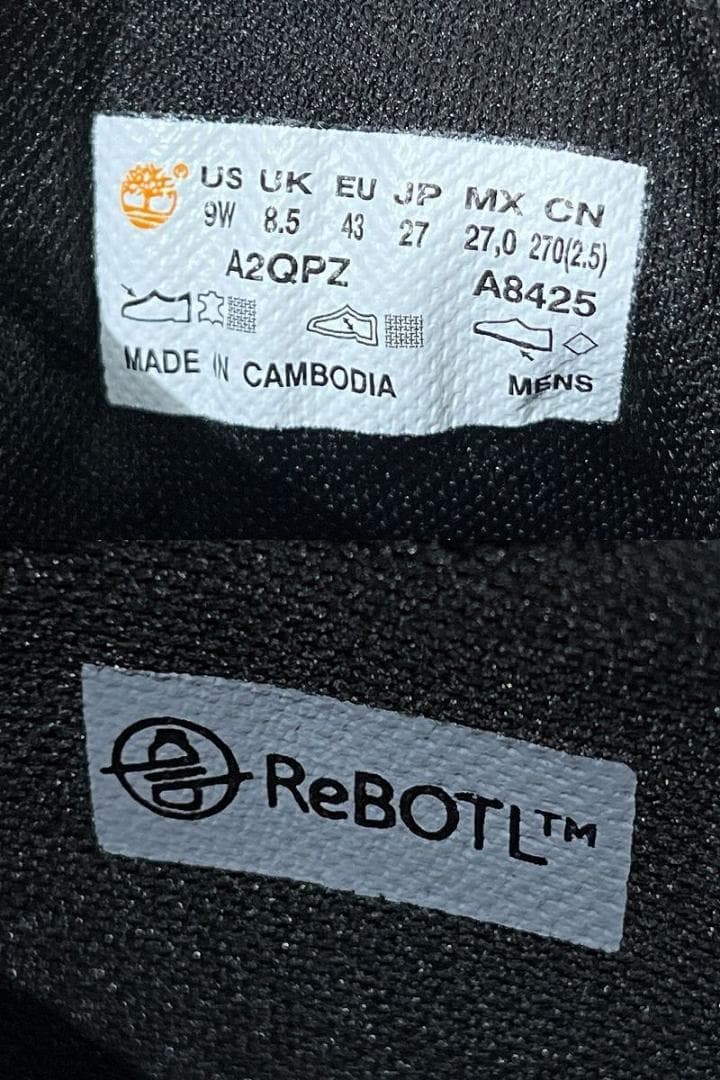 US UK EU JP MX CN
9W 8.5 43 27 27,0 270(2.5)
A2QPZ A8425
MADE IN CAMBODIA MENS
ReBOTL™